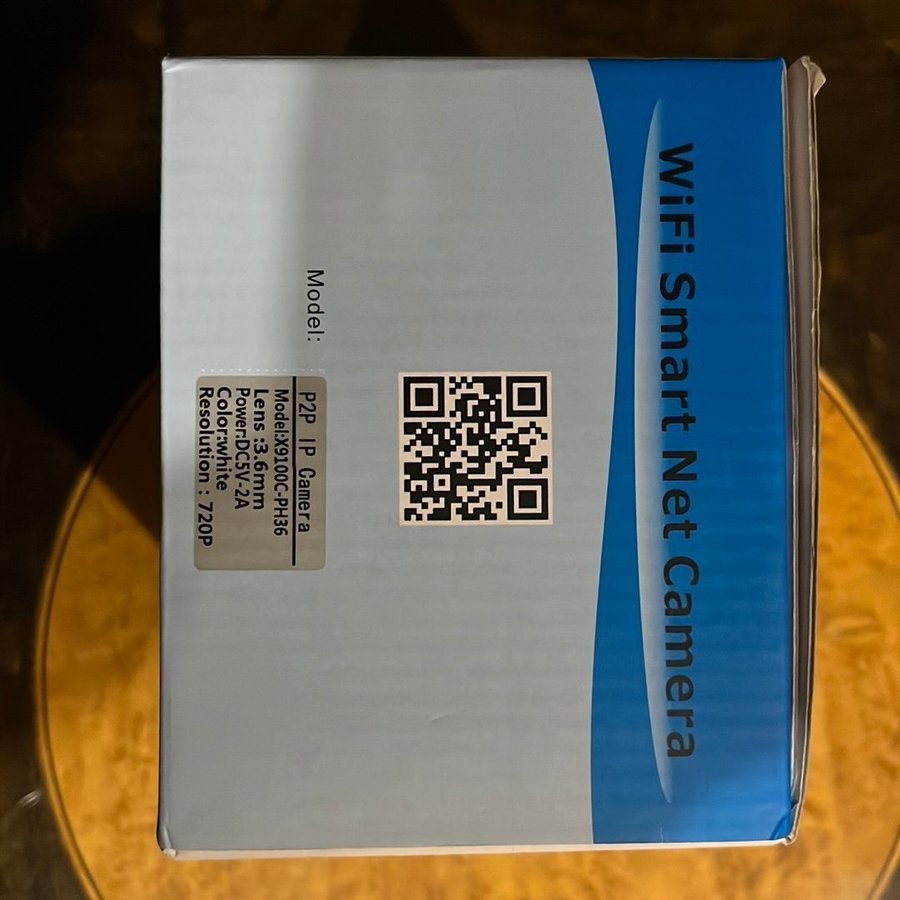 WiFi Smart Net Camera
Model:
P2P IP Camera
Model:X9100C-PH36
Lens :3.6mm
Power:DC5V-2A
Color:white
Resolution : 720P